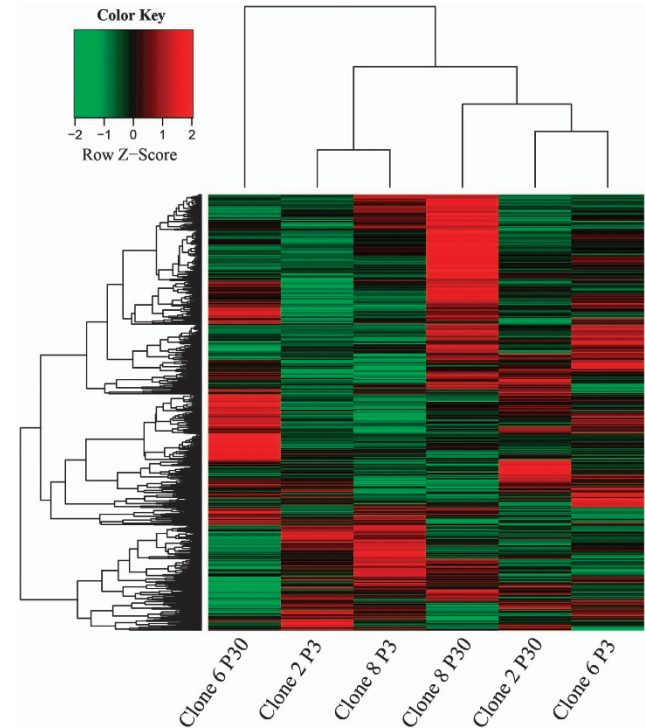 Color Key
−2 −1 0 1 2
Row Z−Score
Clone 6 P30
Clone 2 P3
Clone 8 P3
Clone 8 P30
Clone 2 P30
Clone 6 P3